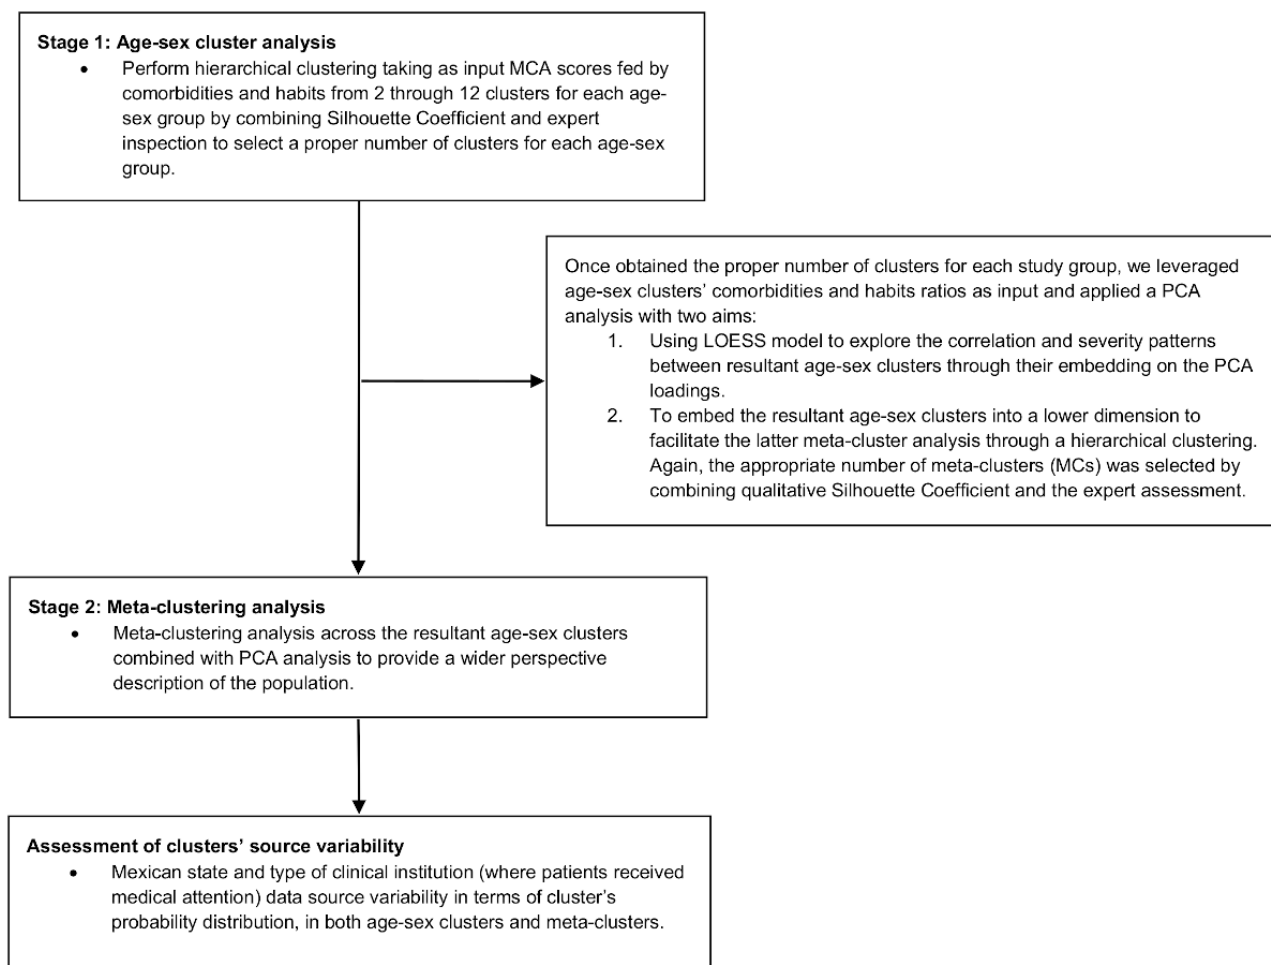 Stage 1: Age-sex cluster analysis
• Perform hierarchical clustering taking as input MCA scores fed by
comorbidities and habits from 2 through 12 clusters for each age-
sex group by combining Silhouette Coefficient and expert
inspection to select a proper number of clusters for each age-sex
group.
Once obtained the proper number of clusters for each study group, we leveraged
age-sex clusters’ comorbidities and habits ratios as input and applied a PCA
analysis with two aims:
1. Using LOESS model to explore the correlation and severity patterns
between resultant age-sex clusters through their embedding on the PCA
loadings.
2. To embed the resultant age-sex clusters into a lower dimension to
facilitate the latter meta-cluster analysis through a hierarchical clustering.
Again, the appropriate number of meta-clusters (MCs) was selected by
combining qualitative Silhouette Coefficient and the expert assessment.
Stage 2: Meta-clustering analysis
• Meta-clustering analysis across the resultant age-sex clusters
combined with PCA analysis to provide a wider perspective
description of the population.
Assessment of clusters’ source variability
• Mexican state and type of clinical institution (where patients received
medical attention) data source variability in terms of cluster’s
probability distribution, in both age-sex clusters and meta-clusters.